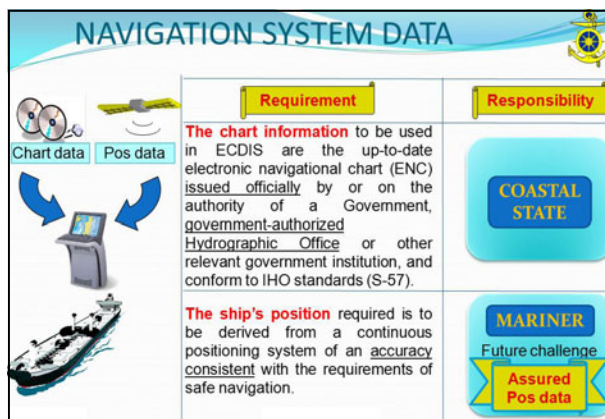 NAVIGATION SYSTEM DATA
Chart data
Pos data
Requirement
Responsibility
The chart information to be used
in ECDIS are the up-to-date
electronic navigational chart (ENC)
issued officially by or on the
authority of a Government,
government-authorized
Hydrographic Office or other
relevant government institution, and
conform to IHO standards (S-57).
COASTAL
STATE
The ship's position required is to
be derived from a continuous
positioning system of an accuracy
consistent with the requirements of
safe navigation.
MARINER
Future challenge
Assured
Pos data